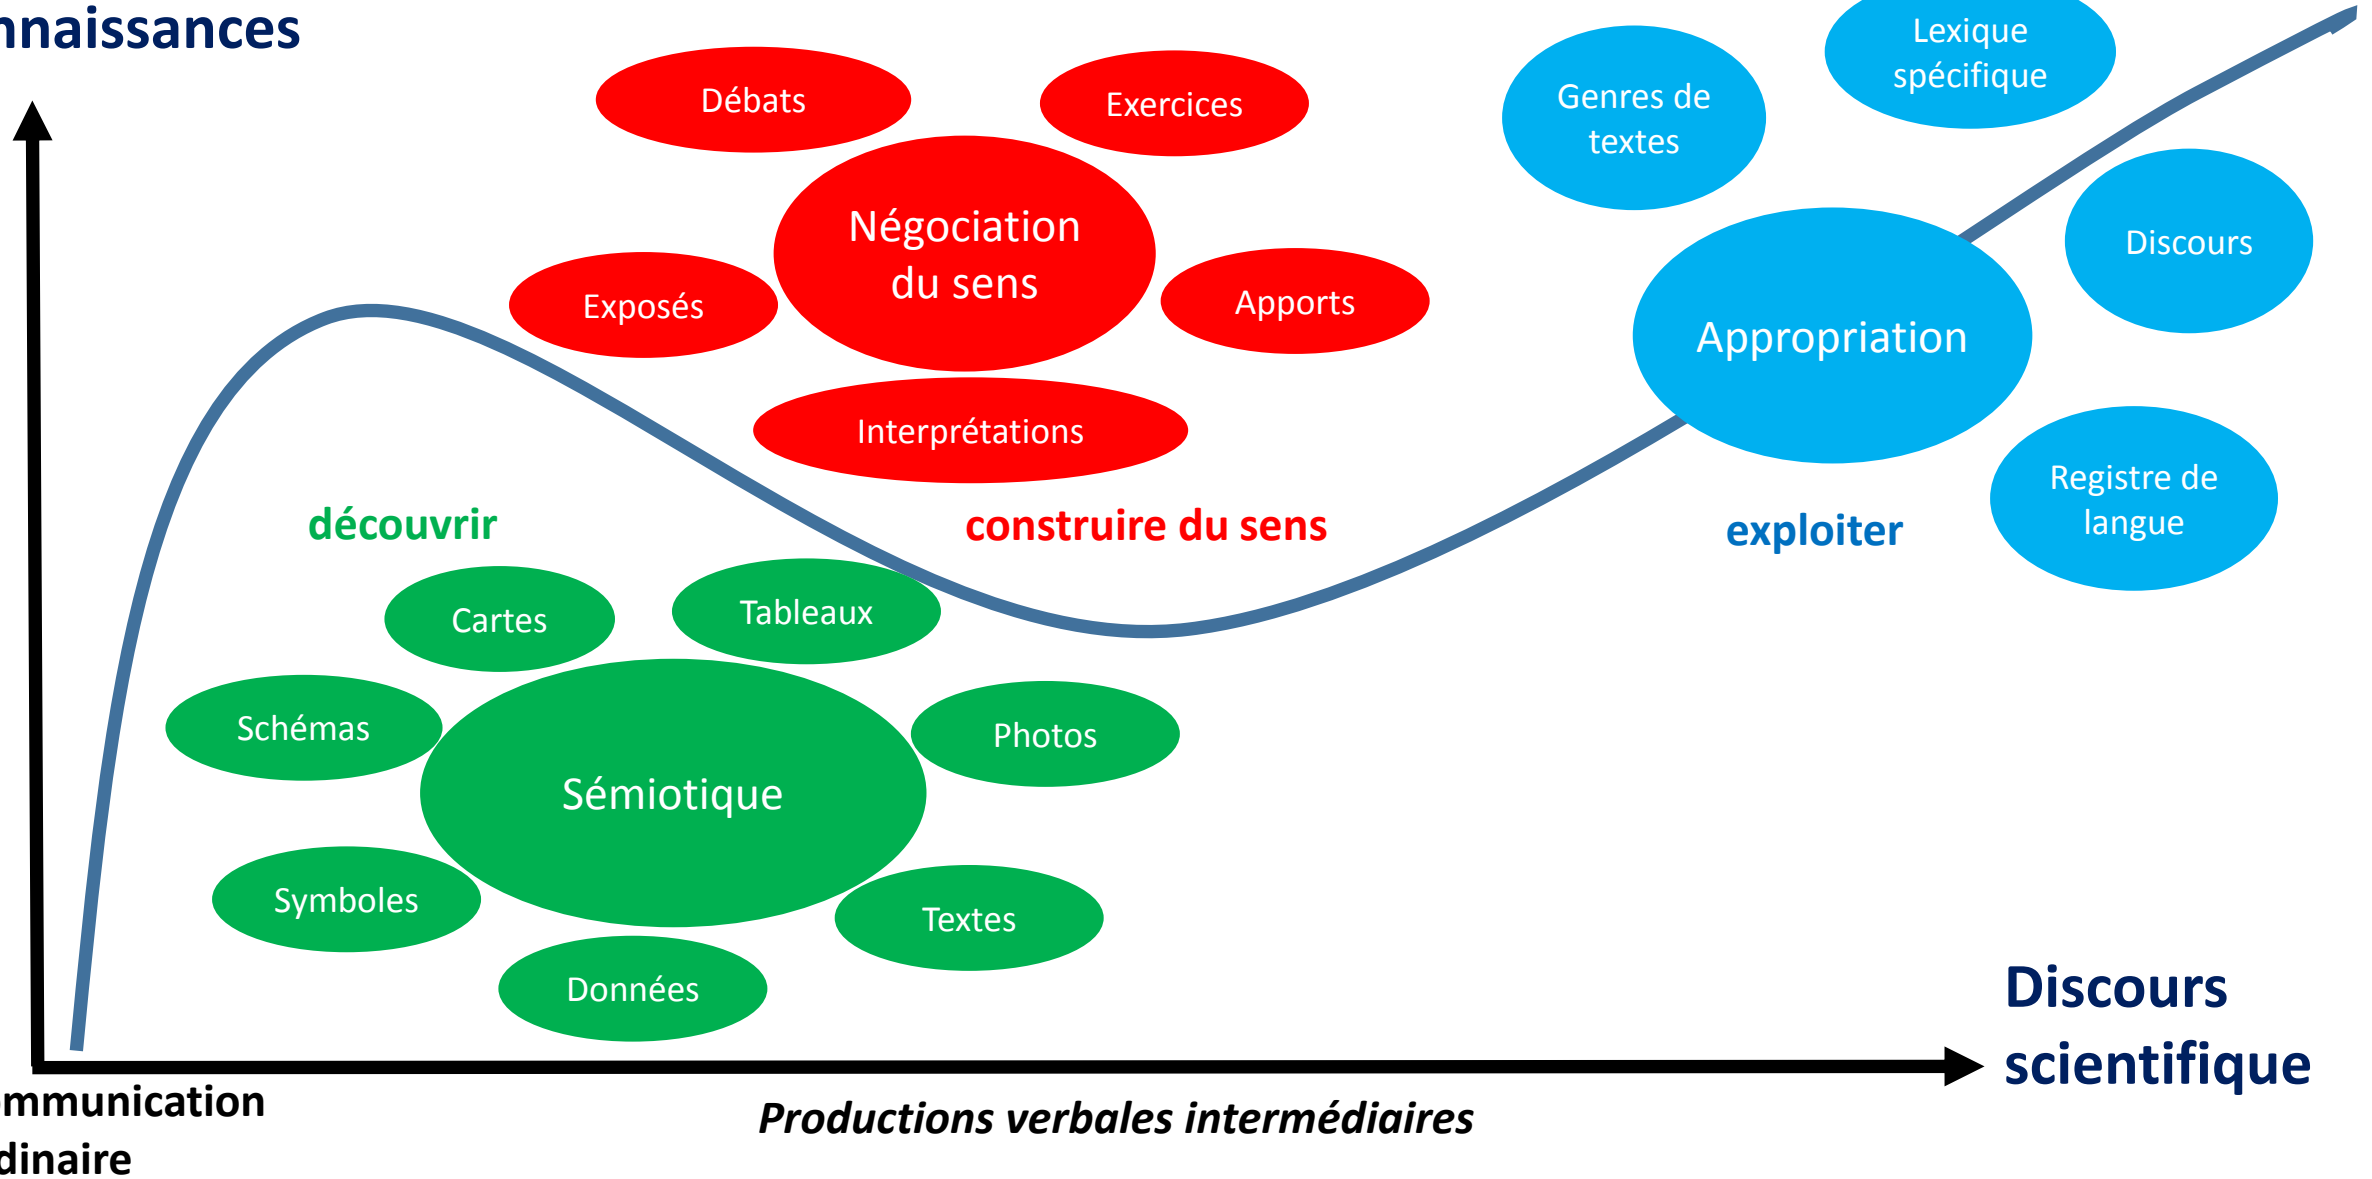 nnaissances
Débats
Exercices
Négociation
du sens
Exposés
Apports
Interprétations
Genres de
textes
Lexique
spécifique
Discours
Appropriation
Registre de
langue
découvrir
construire du sens
exploiter
Cartes
Tableaux
Schémas
Photos
Sémiotique
Symboles
Textes
Données
Discours
scientifique
mmunication
dinaire
Productions verbales intermédiaires